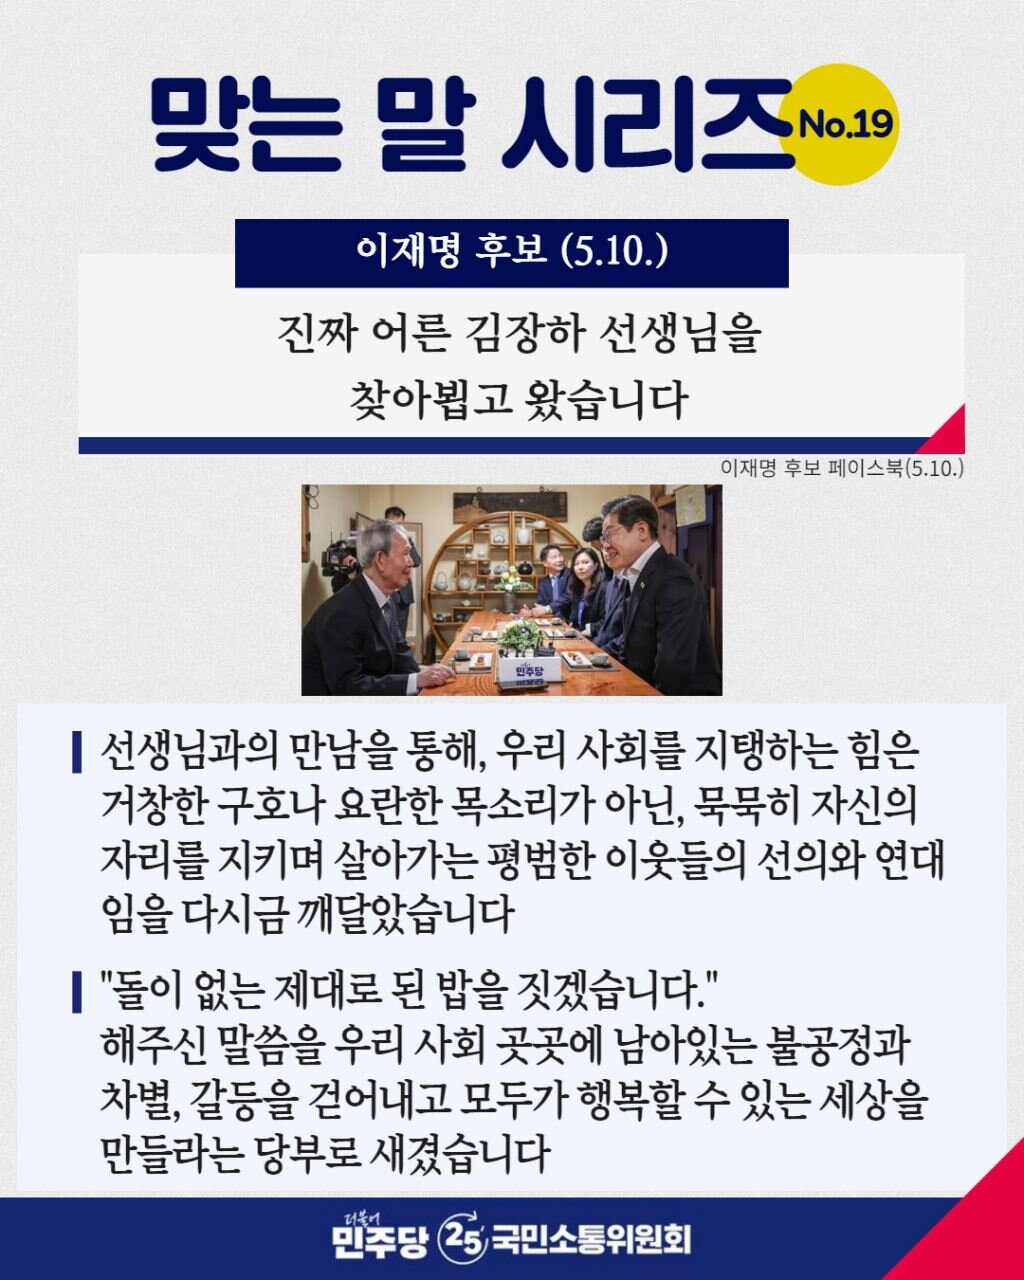 맞는 말 시리즈 No.19
이재명 후보 (5.10.)
진짜 어른 김장하 선생님을
찾아뵙고 왔습니다
이재명 후보 페이스북(5.10.)
민주당
선생님과의 만남을 통해, 우리 사회를 지탱하는 힘은
거창한 구호나 요란한 목소리가 아닌, 묵묵히 자신의
자리를 지키며 살아가는 평범한 이웃들의 선의와 연대
임을 다시금 깨달았습니다
"돌이 없는 제대로 된 밥을 짓겠습니다."
해주신 말씀을 우리 사회 곳곳에 남아있는 불공정과
차별, 갈등을 걷어내고 모두가 행복할 수 있는 세상을
만들라는 당부로 새겼습니다
더불어
민주당 25 국민소통위원회